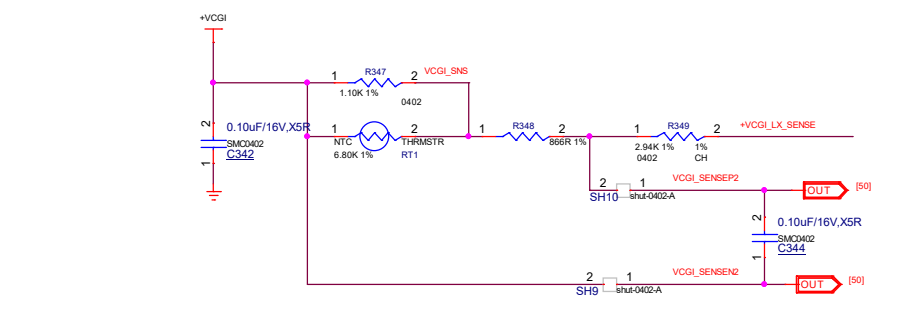 +VCGI
R347
1
2
VCGI_SNS
1.10K 1%
0402
2
0.10uF/16V,X5R
SMC0402
1
C342
1
2
NTC
THRMSTR
6.80K 1%
RT1
1
R348
2
866R 1%
1
R349
2
+VCGI_LX_SENSE
2.94K 1%
1%
0402
CH
2
1
VCGI_SENSEP2
SH10
shut-0402-A
OUT
[50]
2
0.10uF/16V,X5R
SMC0402
1
C344
2
1
VCGI_SENSEN2
SH9
shut-0402-A
OUT
[50]